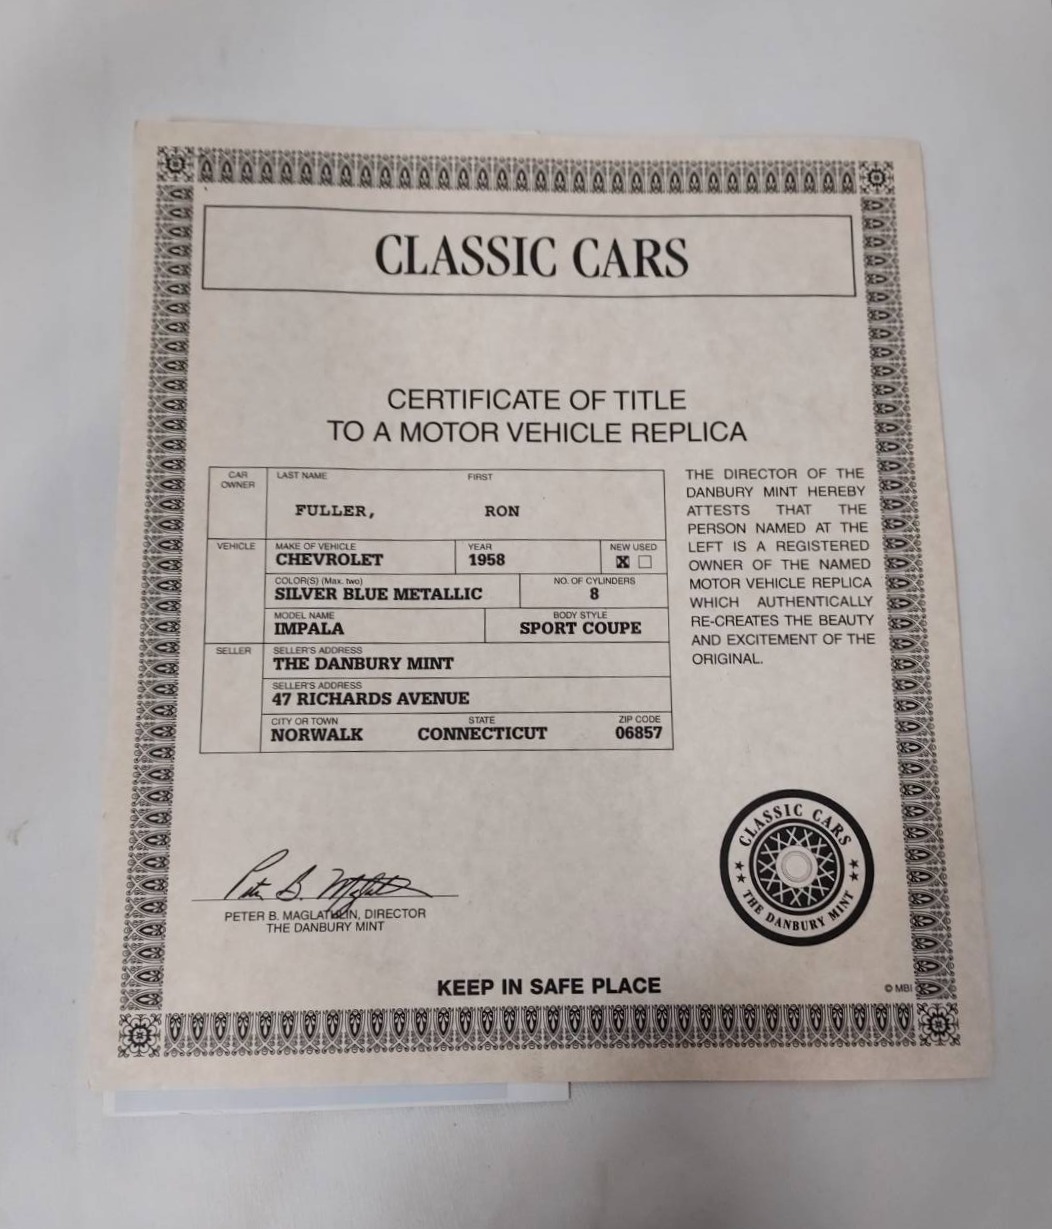 CLASSIC CARS
CERTIFICATE OF TITLE
TO A MOTOR VEHICLE REPLICA
CAR OWNER LAST NAME FIRST
FULLER, RON
VEHICLE MAKE OF VEHICLE YEAR NEW USED
CHEVROLET 1958 X
COLOR(S) (Max. two) NO. OF CYLINDERS
SILVER BLUE METALLIC 8
MODEL NAME BODY STYLE
IMPALA SPORT COUPE
SELLER SELLER'S ADDRESS
THE DANBURY MINT
SELLER'S ADDRESS
47 RICHARDS AVENUE
CITY OR TOWN STATE ZIP CODE
NORWALK CONNECTICUT 06857
THE DIRECTOR OF THE
DANBURY MINT HEREBY
ATTESTS THAT THE
PERSON NAMED AT THE
LEFT IS A REGISTERED
OWNER OF THE NAMED
MOTOR VEHICLE REPLICA
WHICH AUTHENTICALLY
RE-CREATES THE BEAUTY
AND EXCITEMENT OF THE
ORIGINAL.
Peter B. Maglathlin
PETER B. MAGLATHLIN, DIRECTOR
THE DANBURY MINT
CLASSIC CARS
THE DANBURY MINT
KEEP IN SAFE PLACE
© MBI